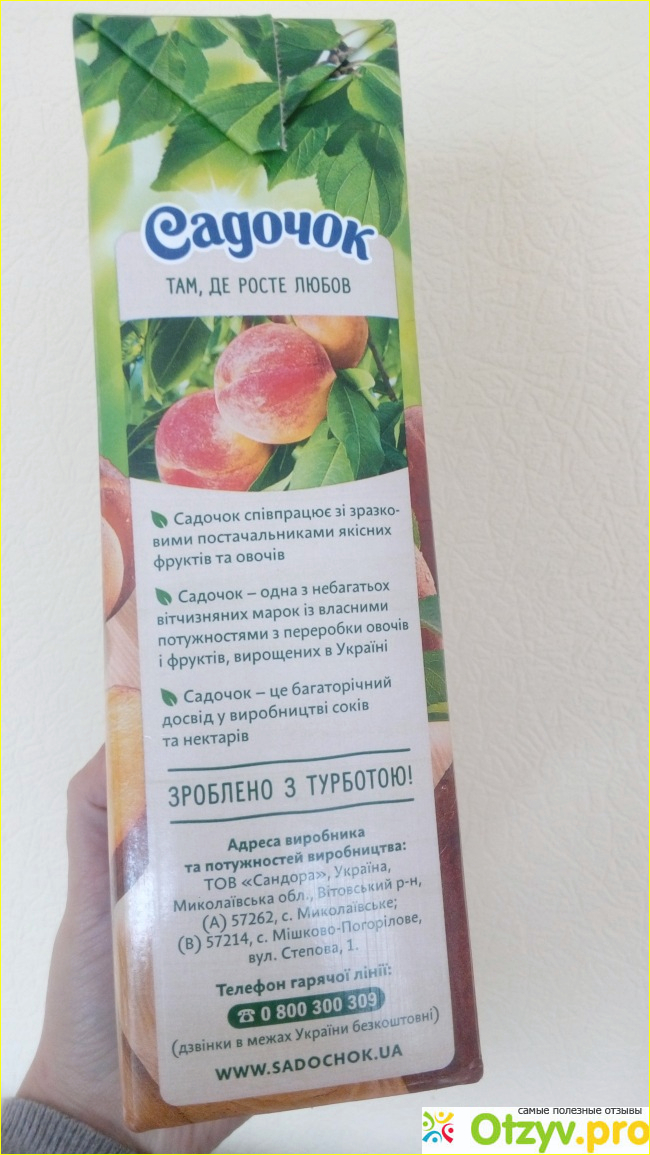 Садочок
ТАМ, ДЕ РОСТЕ ЛЮБОВ
Садочок співпрацює зі зразко-
вими постачальниками якісних
фруктів та овочів
Садочок – одна з небагатьох
вітчизняних марок із власними
потужностями з переробки овочів
і фруктів, вирощених в Україні
Садочок – це багаторічний
досвід у виробництві соків
та нектарів
ЗРОБЛЕНО З ТУРБОТОЮ!
Адреса виробника
та потужностей виробництва:
ТОВ «Сандора», Україна,
Миколаївська обл., Вітовський р-н,
(А) 57262, с. Миколаївське;
(В) 57214, с. Мішково-Погорілове,
вул. Степова, 1.
Телефон гарячої лінії:
☎ 0 800 300 309
(дзвінки в межах України безкоштовні)
WWW.SADOCHOK.UA
самые полезные отзывы
Otzyv.pro